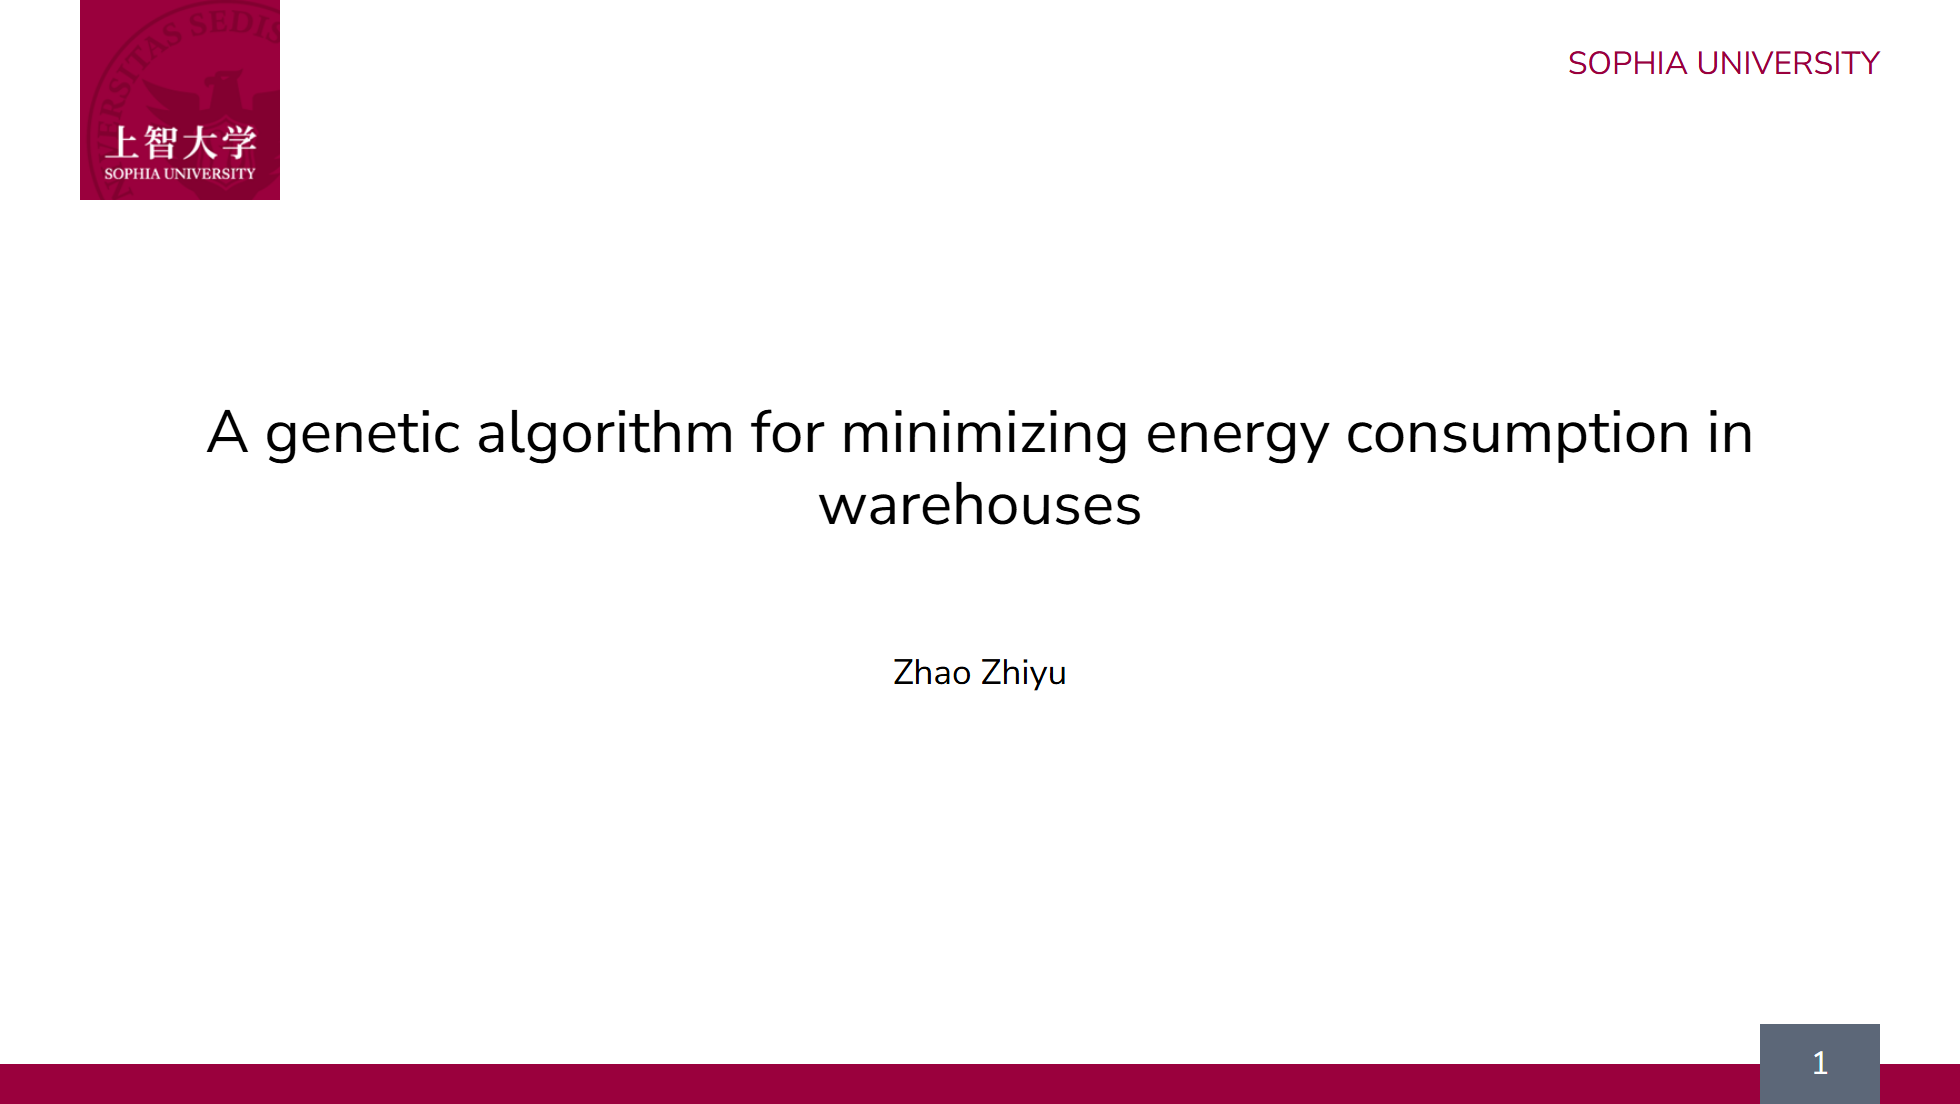 SEDIS
上智大学
SOPHIA UNIVERSITY
SOPHIA UNIVERSITY
A genetic algorithm for minimizing energy consumption in
warehouses
Zhao Zhiyu
1